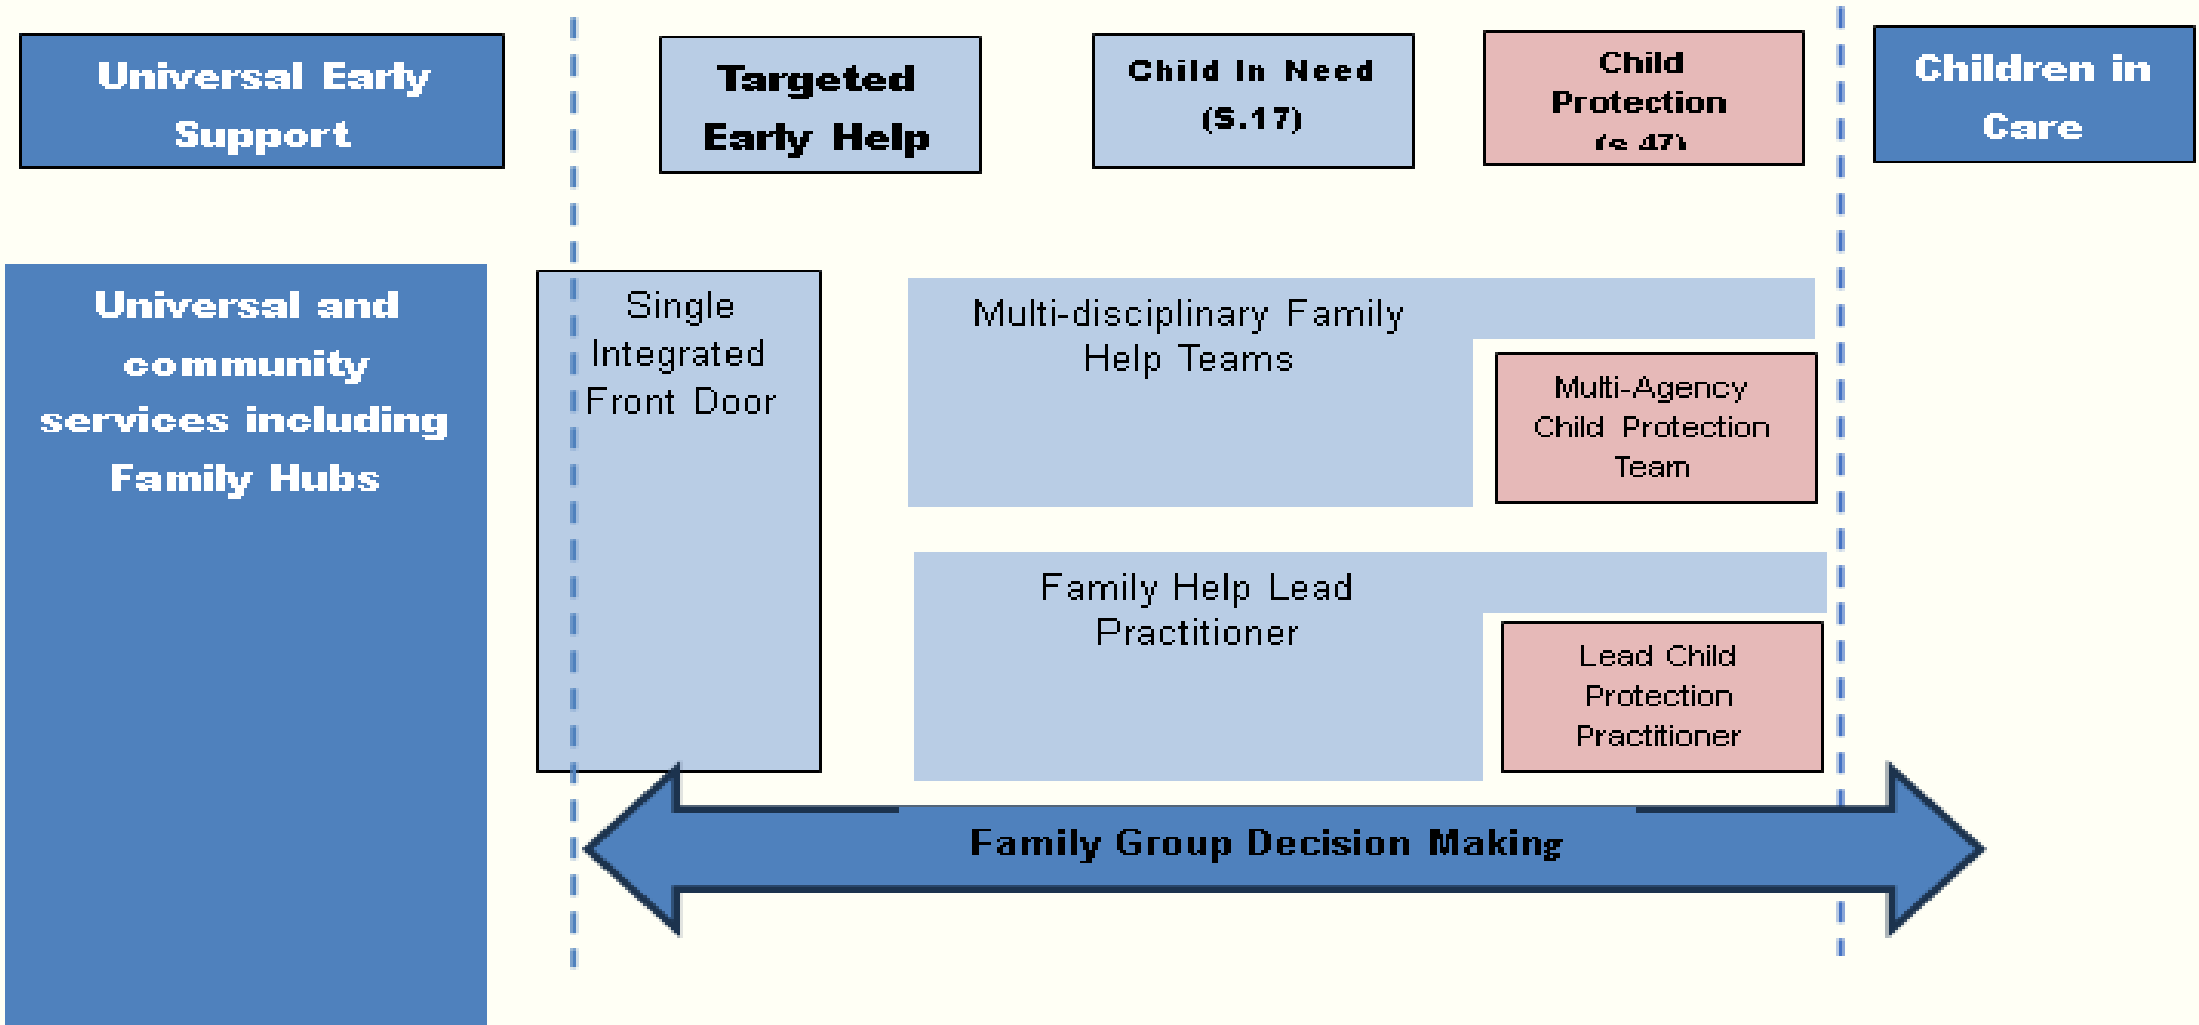 Universal Early
Support
Targeted
Early Help
Child In Need
(S.17)
Child
Protection
(s.47)
Children in
Care
Universal and
community
services including
Family Hubs
Single
Integrated
Front Door
Multi-disciplinary Family
Help Teams
Multi-Agency
Child Protection
Team
Family Help Lead
Practitioner
Lead Child
Protection
Practitioner
Family Group Decision Making